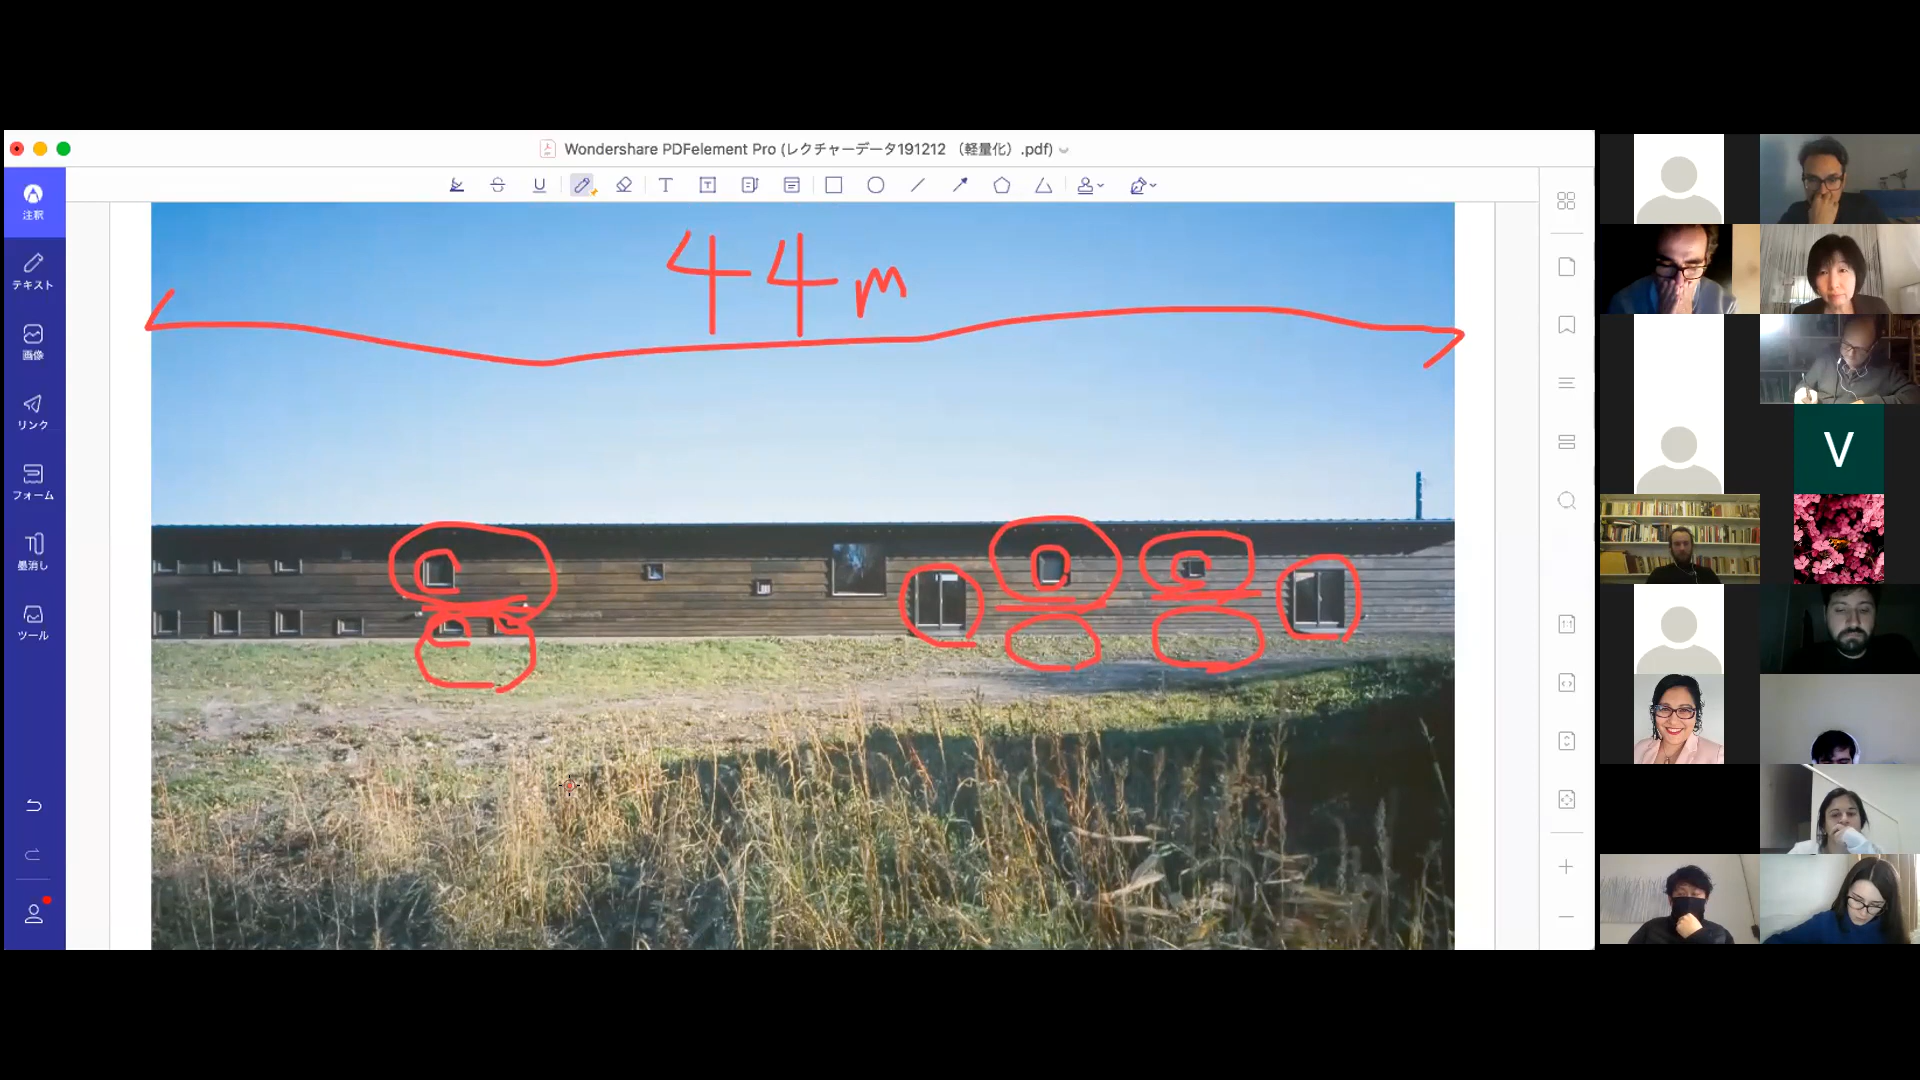 Wondershare PDFelement Pro (レクチャーデータ191212 （軽量化）.pdf)
注釈
テキスト
画像
リンク
フォーム
墨消し
ツール
44m
V